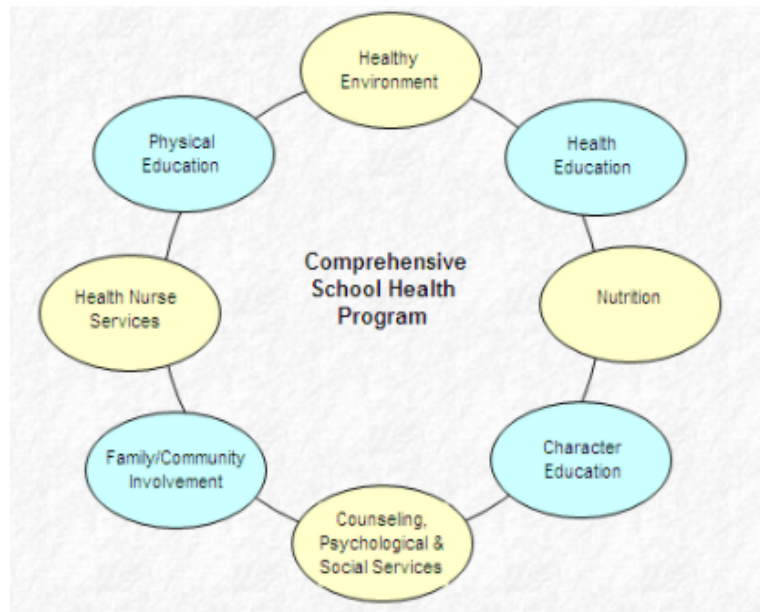 Healthy
Environment
Physical
Education
Health
Education
Comprehensive
School Health
Program
Health Nurse
Services
Nutrition
Family/Community
Involvement
Character
Education
Counseling,
Psychological &
Social Services